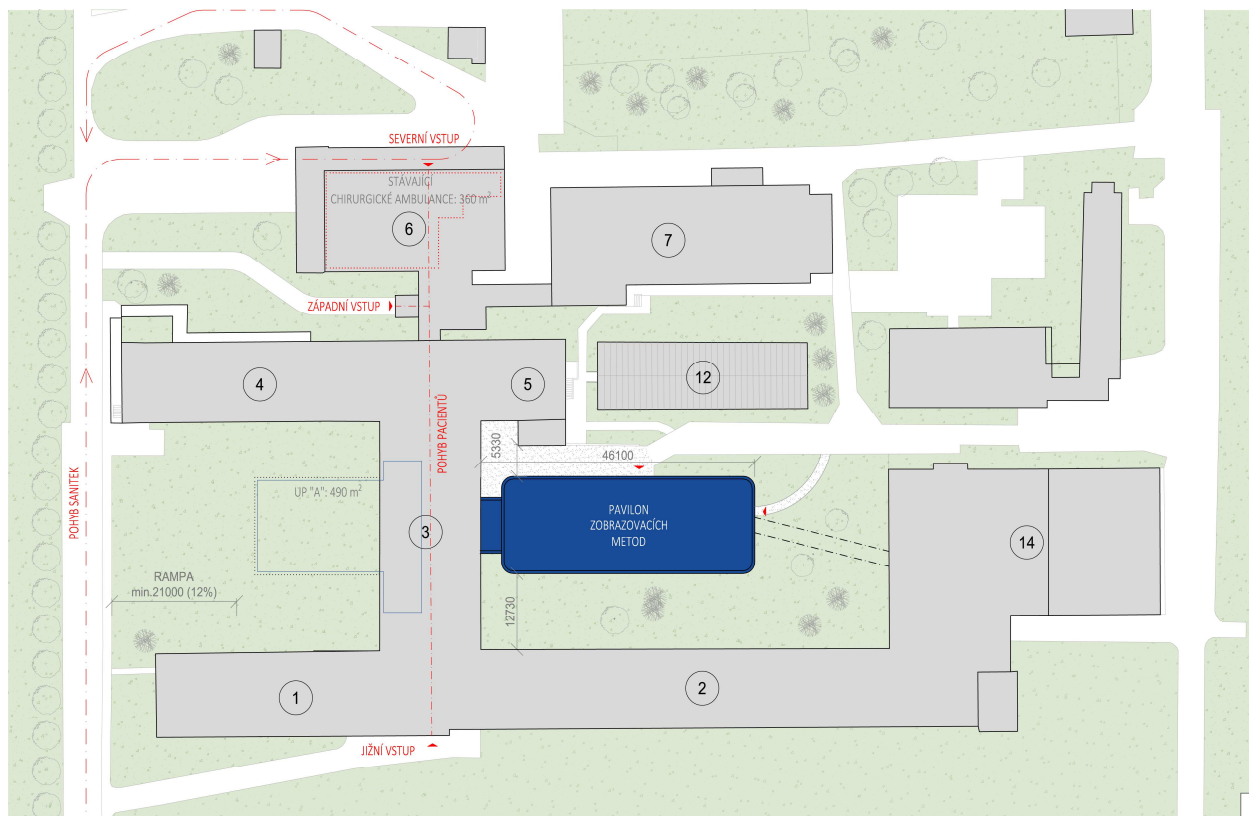 SEVERNÍ VSTUP
STÁVAJÍCÍ
CHIRURGICKÉ AMBULANCE: 360 m²
6
7
ZÁPADNÍ VSTUP
4
5
12
POHYB PACIENTŮ
5330
46100
POHYB SANITEK
UP."A": 490 m²
3
PAVILON
ZOBRAZOVACÍCH
METOD
14
RAMPA
min.21000 (12%)
12730
1
2
JIŽNÍ VSTUP